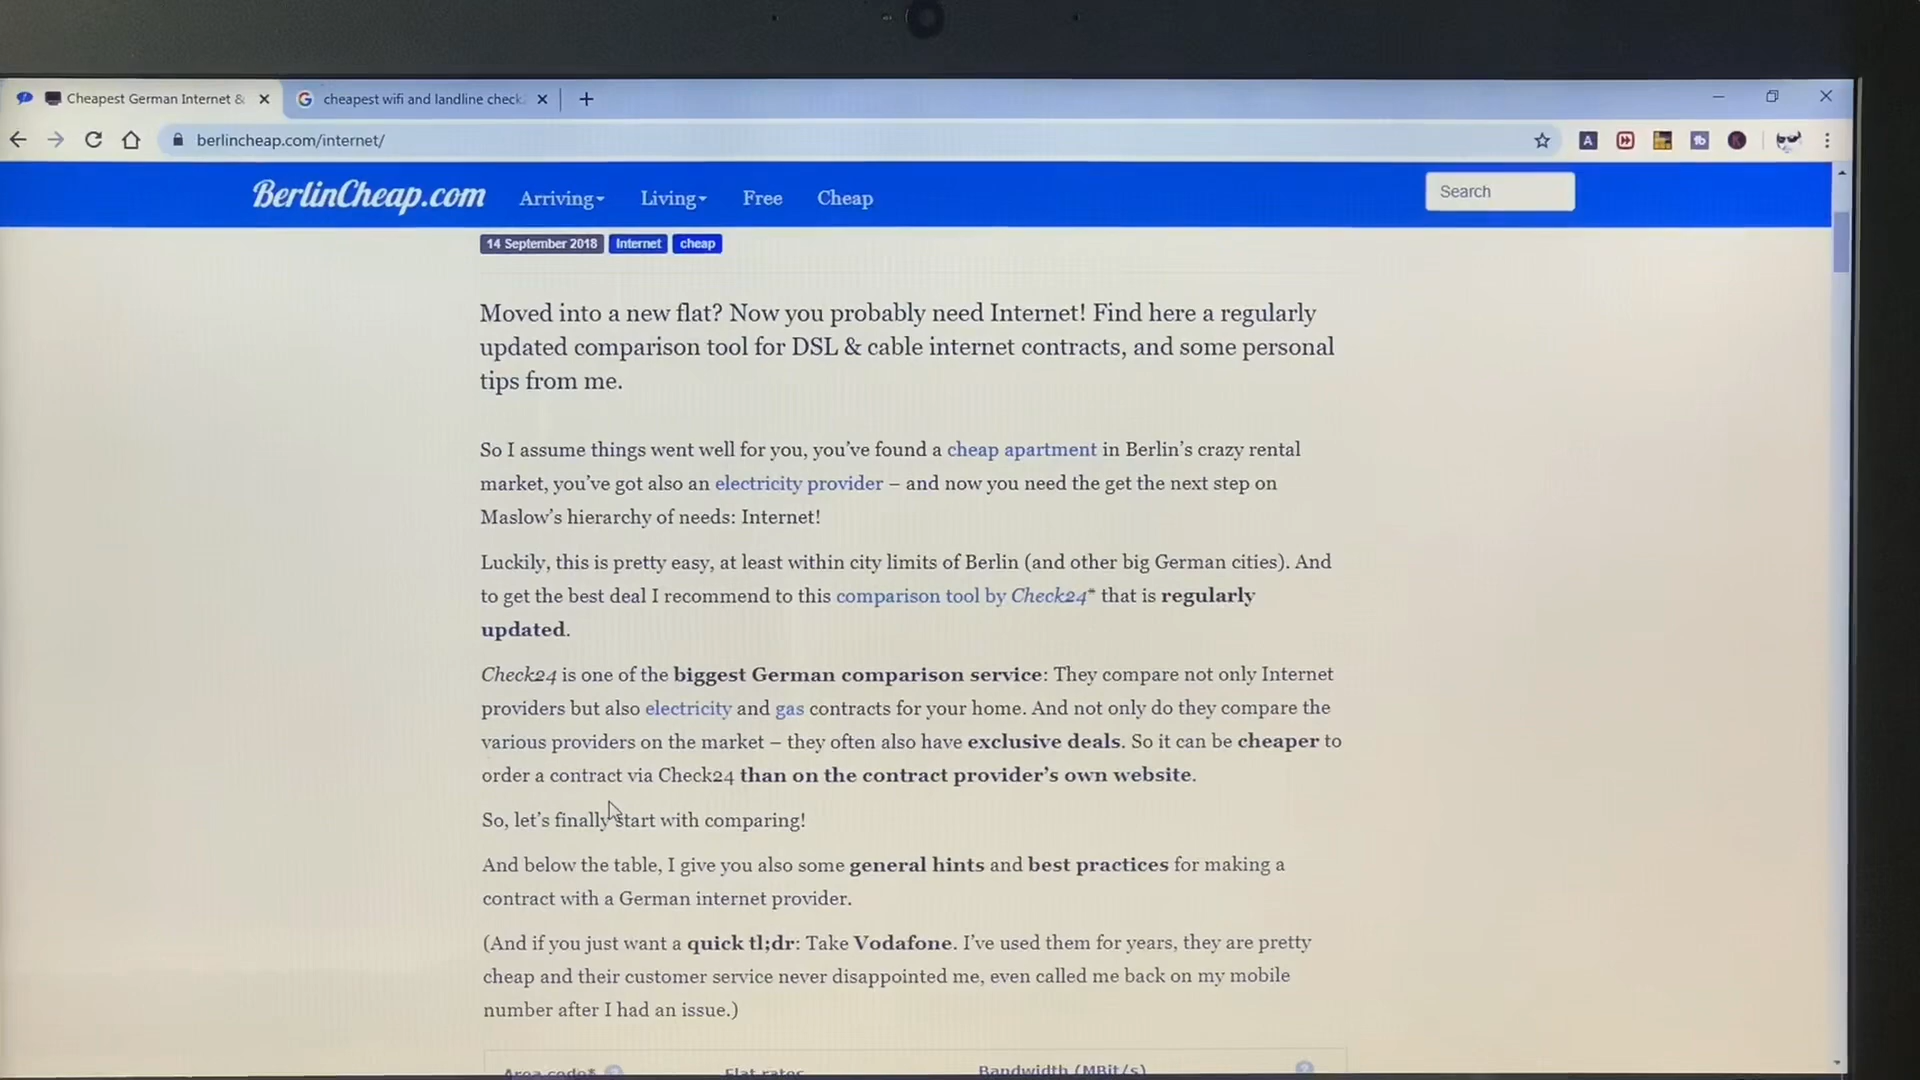 Cheapest German Internet &
cheapest wifi and landline check
berlincheap.com/internet/
BerlinCheap.com Arriving Living Free Cheap Search
14 September 2018 Internet cheap
Moved into a new flat? Now you probably need Internet! Find here a regularly
updated comparison tool for DSL & cable internet contracts, and some personal
tips from me.
So I assume things went well for you, you've found a cheap apartment in Berlin's crazy rental
market, you've got also an electricity provider – and now you need the get the next step on
Maslow's hierarchy of needs: Internet!
Luckily, this is pretty easy, at least within city limits of Berlin (and other big German cities). And
to get the best deal I recommend to this comparison tool by Check24* that is regularly
updated.
Check24 is one of the biggest German comparison service: They compare not only Internet
providers but also electricity and gas contracts for your home. And not only do they compare the
various providers on the market – they often also have exclusive deals. So it can be cheaper to
order a contract via Check24 than on the contract provider's own website.
So, let's finally start with comparing!
And below the table, I give you also some general hints and best practices for making a
contract with a German internet provider.
(And if you just want a quick tl;dr: Take Vodafone. I've used them for years, they are pretty
cheap and their customer service never disappointed me, even called me back on my mobile
number after I had an issue.)
Area code* Flat rates Bandwidth (MBit/s)